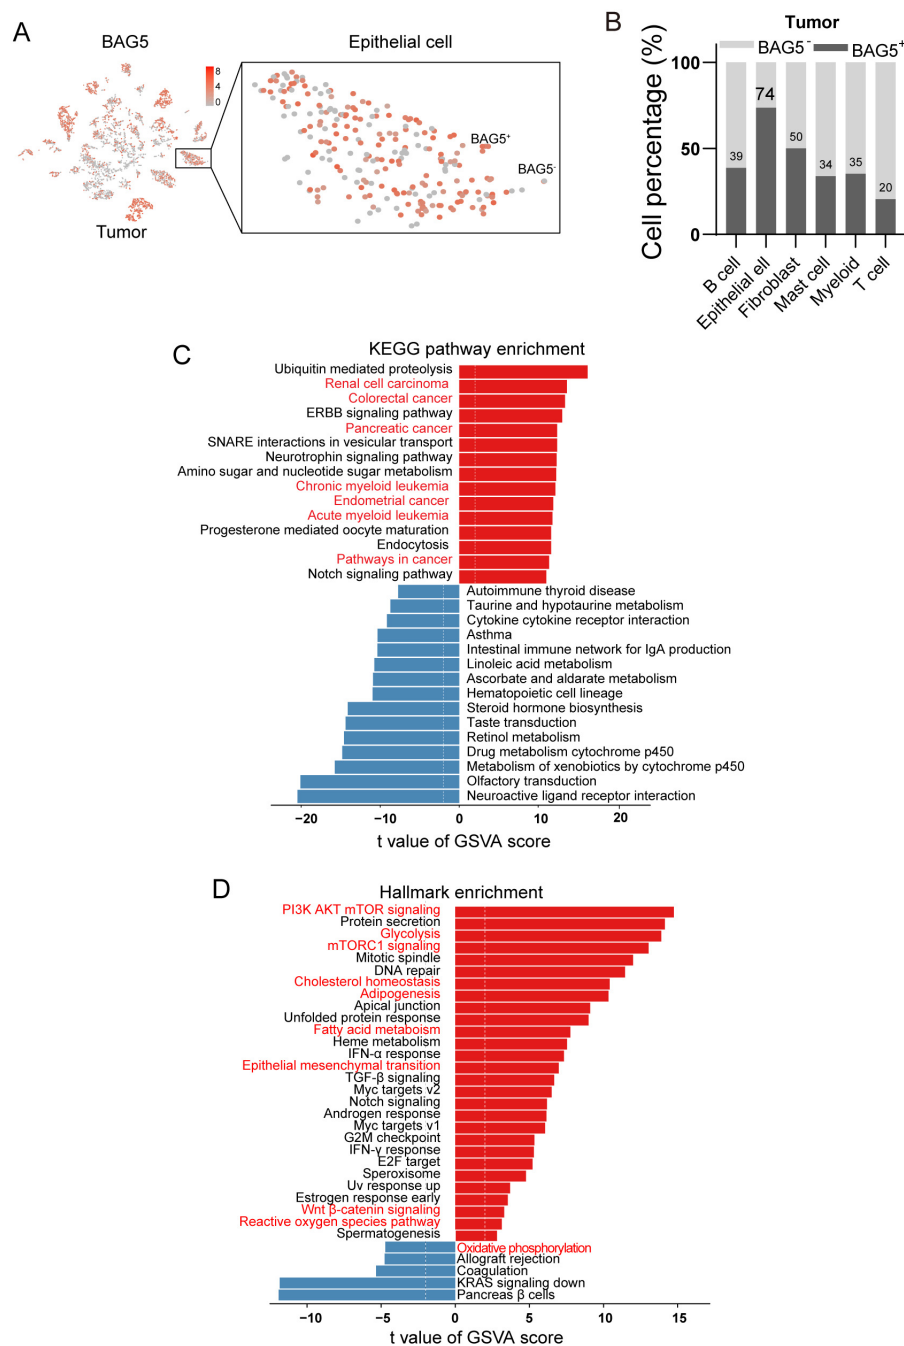 A
BAG5
Epithelial cell
8
4
0
BAG5⁺
BAG5⁻
Tumor
B
Tumor
BAG5⁻
BAG5⁺
Cell percentage (%)
100
50
0
39
74
50
34
35
20
B cell
Epithelial ell
Fibroblast
Mast cell
Myeloid
T cell
C
KEGG pathway enrichment
Ubiquitin mediated proteolysis
Renal cell carcinoma
Colorectal cancer
ERBB signaling pathway
Pancreatic cancer
SNARE interactions in vesicular transport
Neurotrophin signaling pathway
Amino sugar and nucleotide sugar metabolism
Chronic myeloid leukemia
Endometrial cancer
Acute myeloid leukemia
Progesterone mediated oocyte maturation
Endocytosis
Pathways in cancer
Notch signaling pathway
Autoimmune thyroid disease
Taurine and hypotaurine metabolism
Cytokine cytokine receptor interaction
Asthma
Intestinal immune network for IgA production
Linoleic acid metabolism
Ascorbate and aldarate metabolism
Hematopoietic cell lineage
Steroid hormone biosynthesis
Taste transduction
Retinol metabolism
Drug metabolism cytochrome p450
Metabolism of xenobiotics by cytochrome p450
Olfactory transduction
Neuroactive ligand receptor interaction
−20 −10 0 10 20
t value of GSVA score
D
Hallmark enrichment
PI3K AKT mTOR signaling
Protein secretion
Glycolysis
mTORC1 signaling
Mitotic spindle
DNA repair
Cholesterol homeostasis
Adipogenesis
Apical junction
Unfolded protein response
Fatty acid metaboism
Heme metabolism
IFN-α response
Epithelial mesenchymal transition
TGF-β signaling
Myc targets v2
Notch signaling
Androgen response
Myc targets v1
G2M checkpoint
IFN-γ response
E2F target
Speroxisome
Uv response up
Estrogen response early
Wnt β-catenin signaling
Reactive oxygen species pathway
Spermatogenesis
Oxidative phosphorylation
Allograft rejection
Coagulation
KRAS signaling down
Pancreas β cells
−10 −5 0 5 10 15
t value of GSVA score